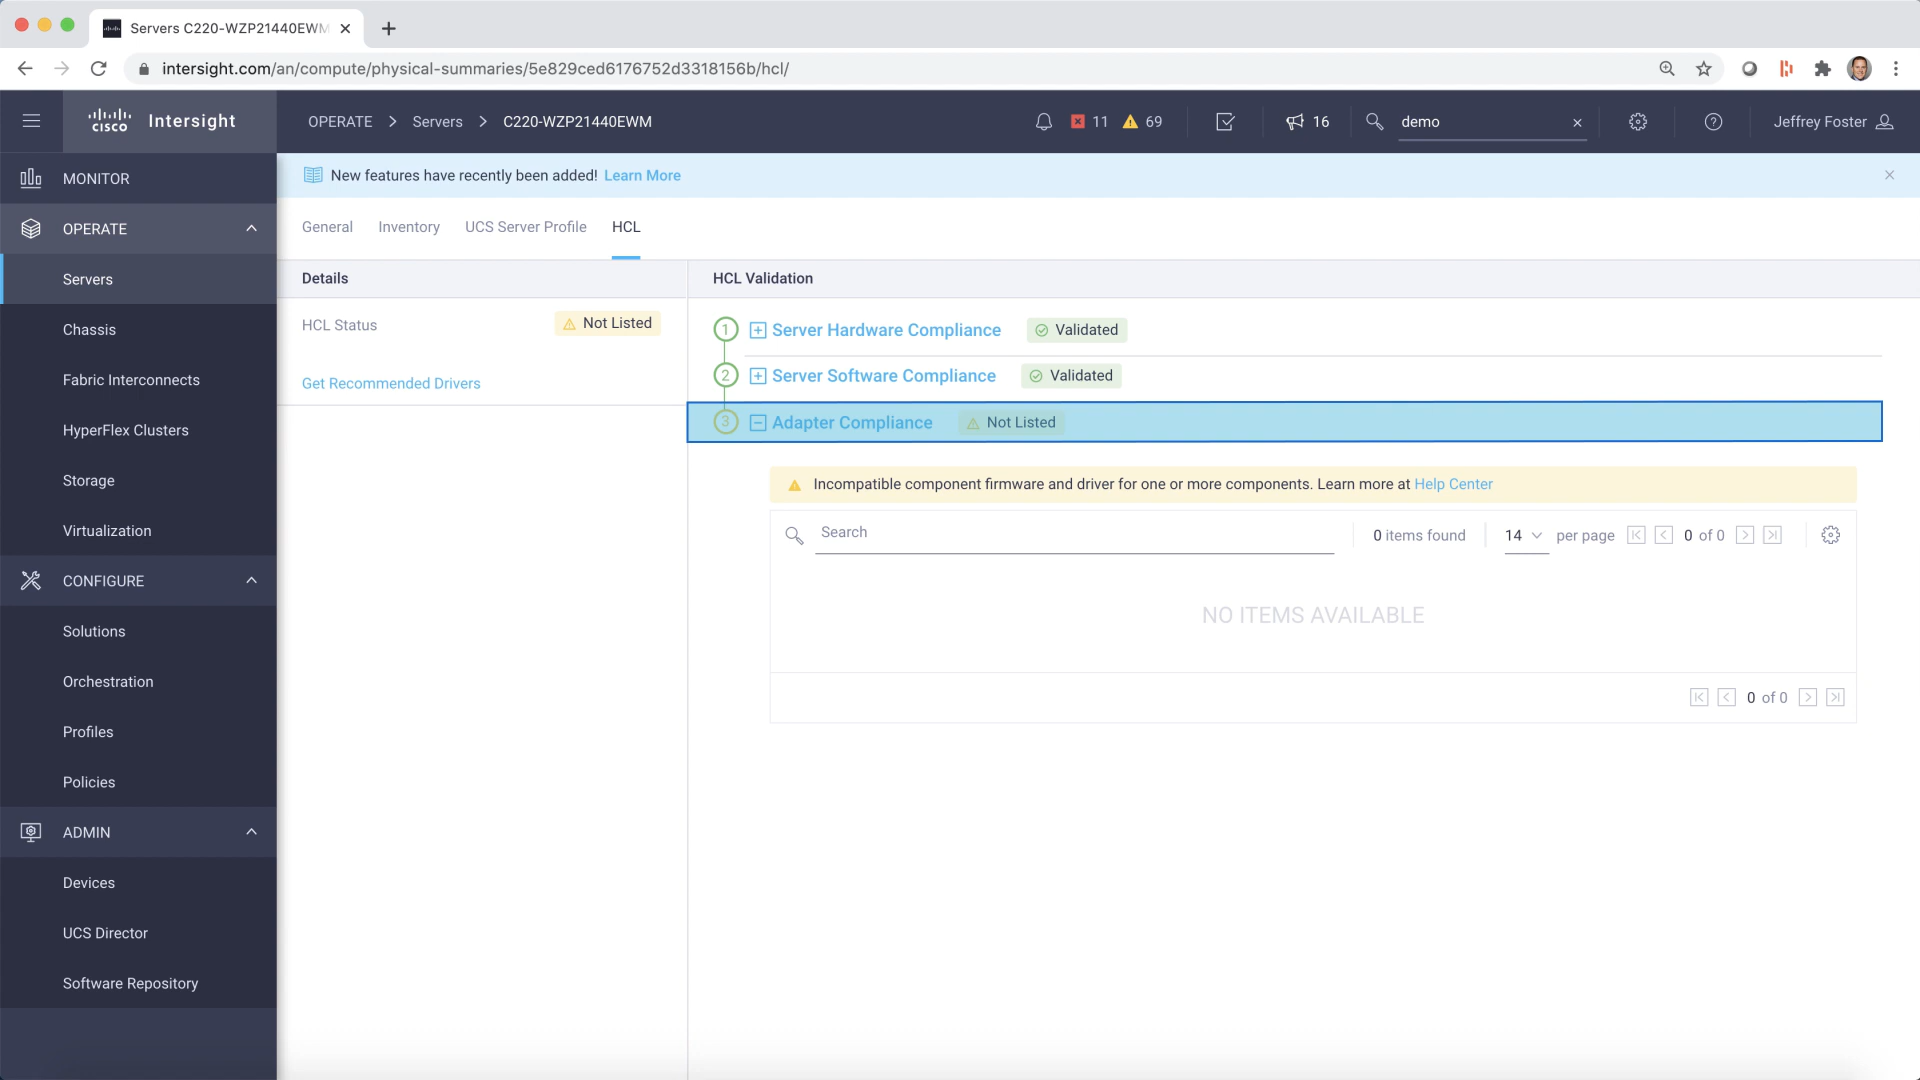 Servers C220-WZP21440EWM
intersight.com/an/compute/physical-summaries/5e829ced6176752d3318156b/hcl/
CISCO Intersight
OPERATE > Servers > C220-WZP21440EWM
11
69
16
demo
Jeffrey Foster
New features have recently been added! Learn More
MONITOR
OPERATE
Servers
Chassis
Fabric Interconnects
HyperFlex Clusters
Storage
Virtualization
CONFIGURE
Solutions
Orchestration
Profiles
Policies
ADMIN
Devices
UCS Director
Software Repository
General Inventory UCS Server Profile HCL
Details
HCL Status Not Listed
Get Recommended Drivers
HCL Validation
1 Server Hardware Compliance Validated
2 Server Software Compliance Validated
3 Adapter Compliance Not Listed
Incompatible component firmware and driver for one or more components. Learn more at Help Center
Search 0 items found 14 per page 0 of 0
NO ITEMS AVAILABLE
0 of 0